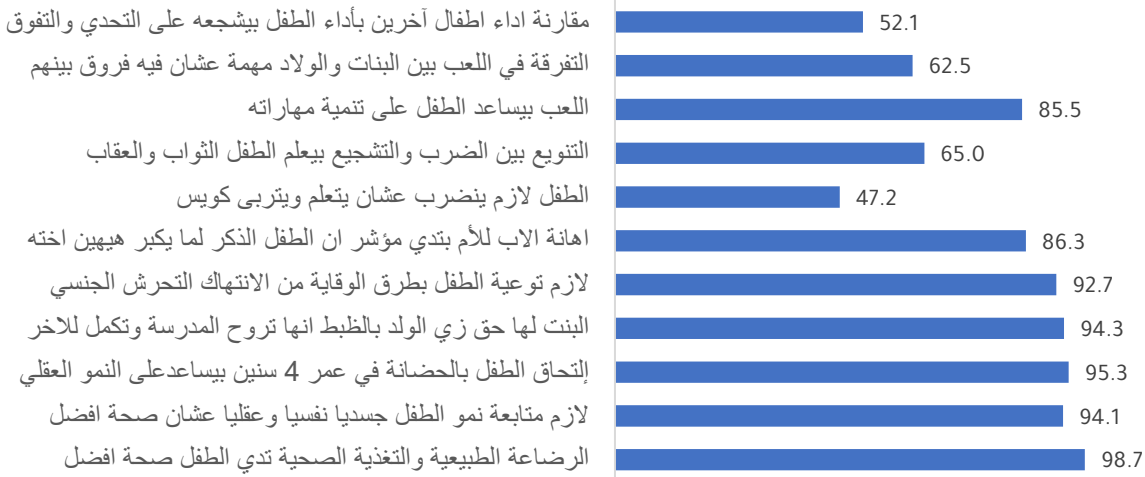 مقارنة اداء اطفال آخرين بأداء الطفل بيشجعه على التحدي والتفوق 52.1
التفرقة في اللعب بين البنات والولاد مهمة عشان فيه فروق بينهم 62.5
اللعب بيساعد الطفل على تنمية مهاراته 85.5
التنويع بين الضرب والتشجيع بيعلم الطفل الثواب والعقاب 65.0
الطفل لازم ينضرب عشان يتعلم ويتربى كويس 47.2
اهانة الاب للأم بتدي مؤشر ان الطفل الذكر لما يكبر هيهين اخته 86.3
لازم توعية الطفل بطرق الوقاية من الانتهاك التحرش الجنسي 92.7
البنت لها حق زي الولد بالظبط انها تروح المدرسة وتكمل للاخر 94.3
إلتحاق الطفل بالحضانة في عمر 4 سنين بيساعدعلى النمو العقلي 95.3
لازم متابعة نمو الطفل جسديا نفسيا وعقليا عشان صحة افضل 94.1
الرضاعة الطبيعية والتغذية الصحية تدي الطفل صحة افضل 98.7